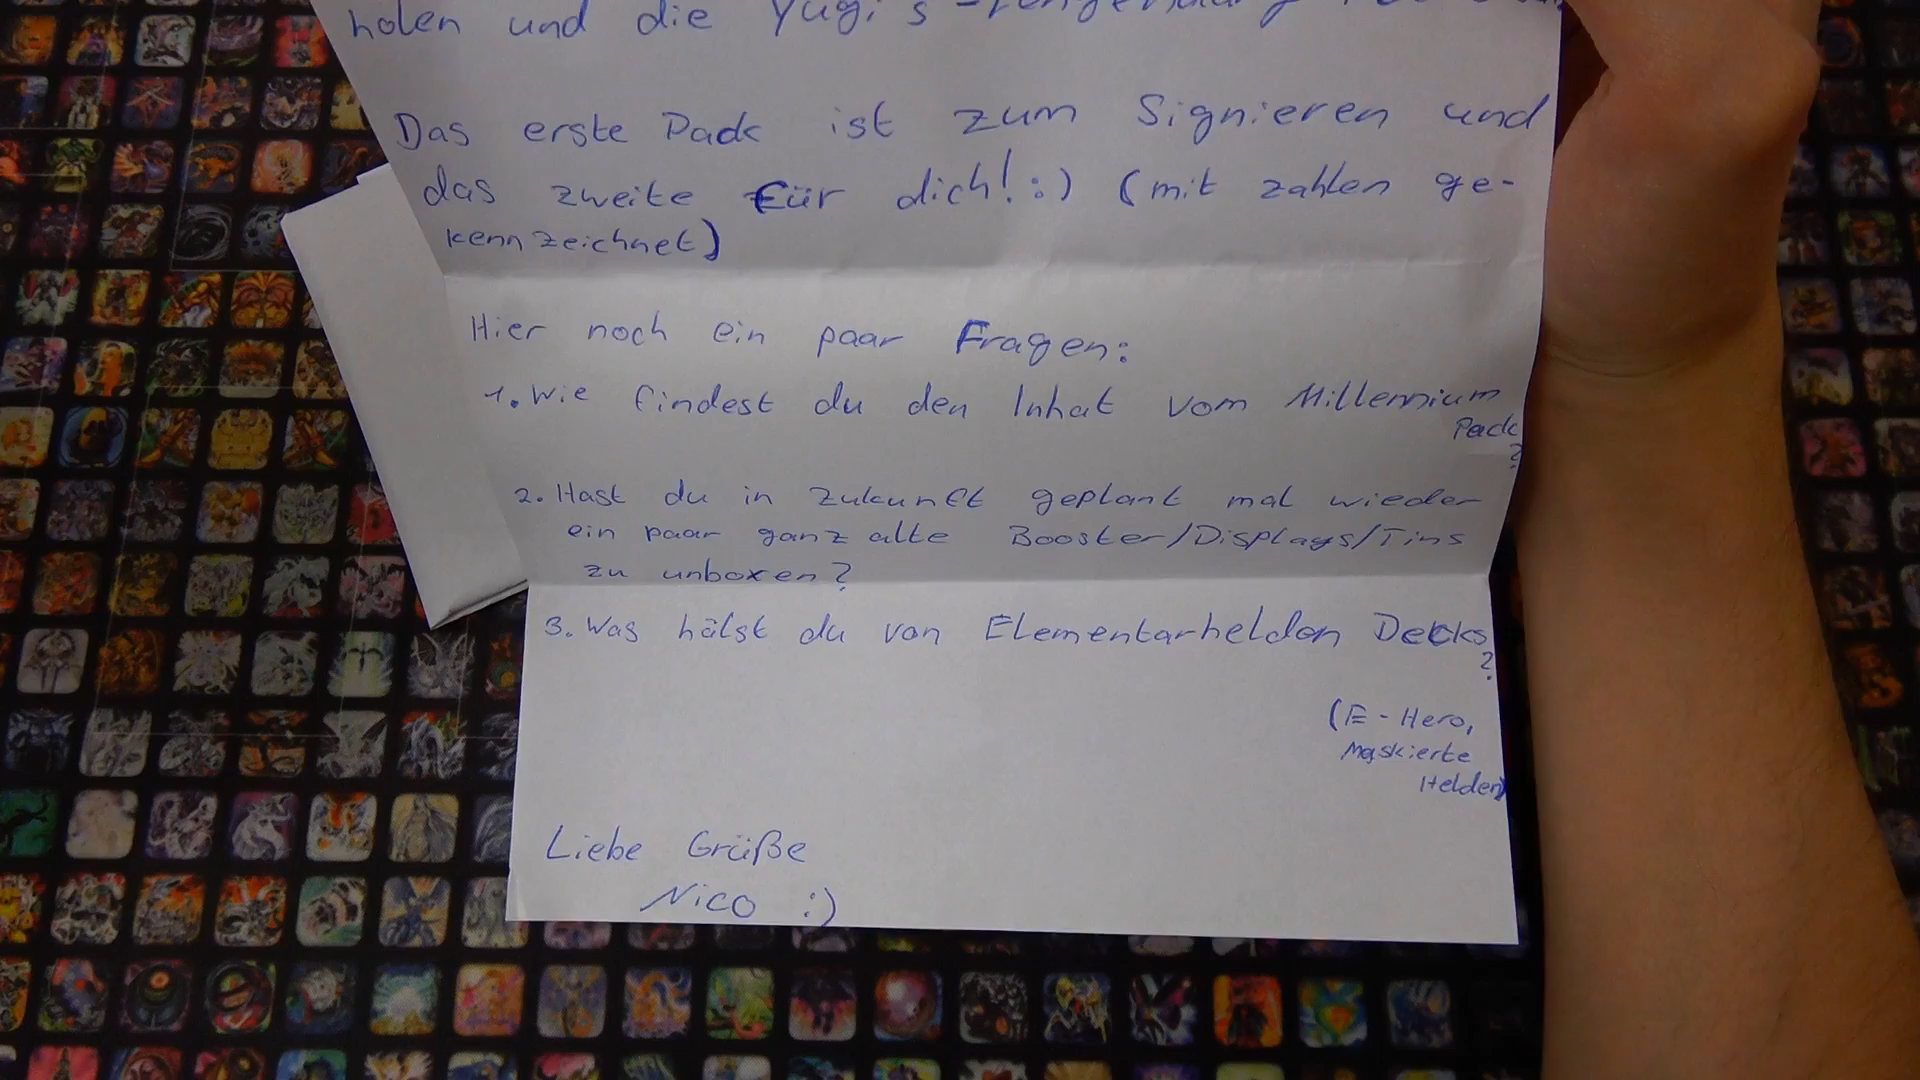 holen und die Yugi's
Das erste Pack ist zum Signieren und
das zweite für dich! :) (mit zahlen ge-
kennzeichnet)
Hier noch ein paar Fragen:
1. Wie findest du den Inhat vom Millennium
Pack
?
2. Hast du in Zukunft geplant mal wieder
ein paar ganz alte Booster/Displays/Tins
zu unboxen?
3. Was hälst du von Elementarhelden Decks
?
(E-Hero,
Maskierte
Helden)
Liebe Grüße
Nico :)